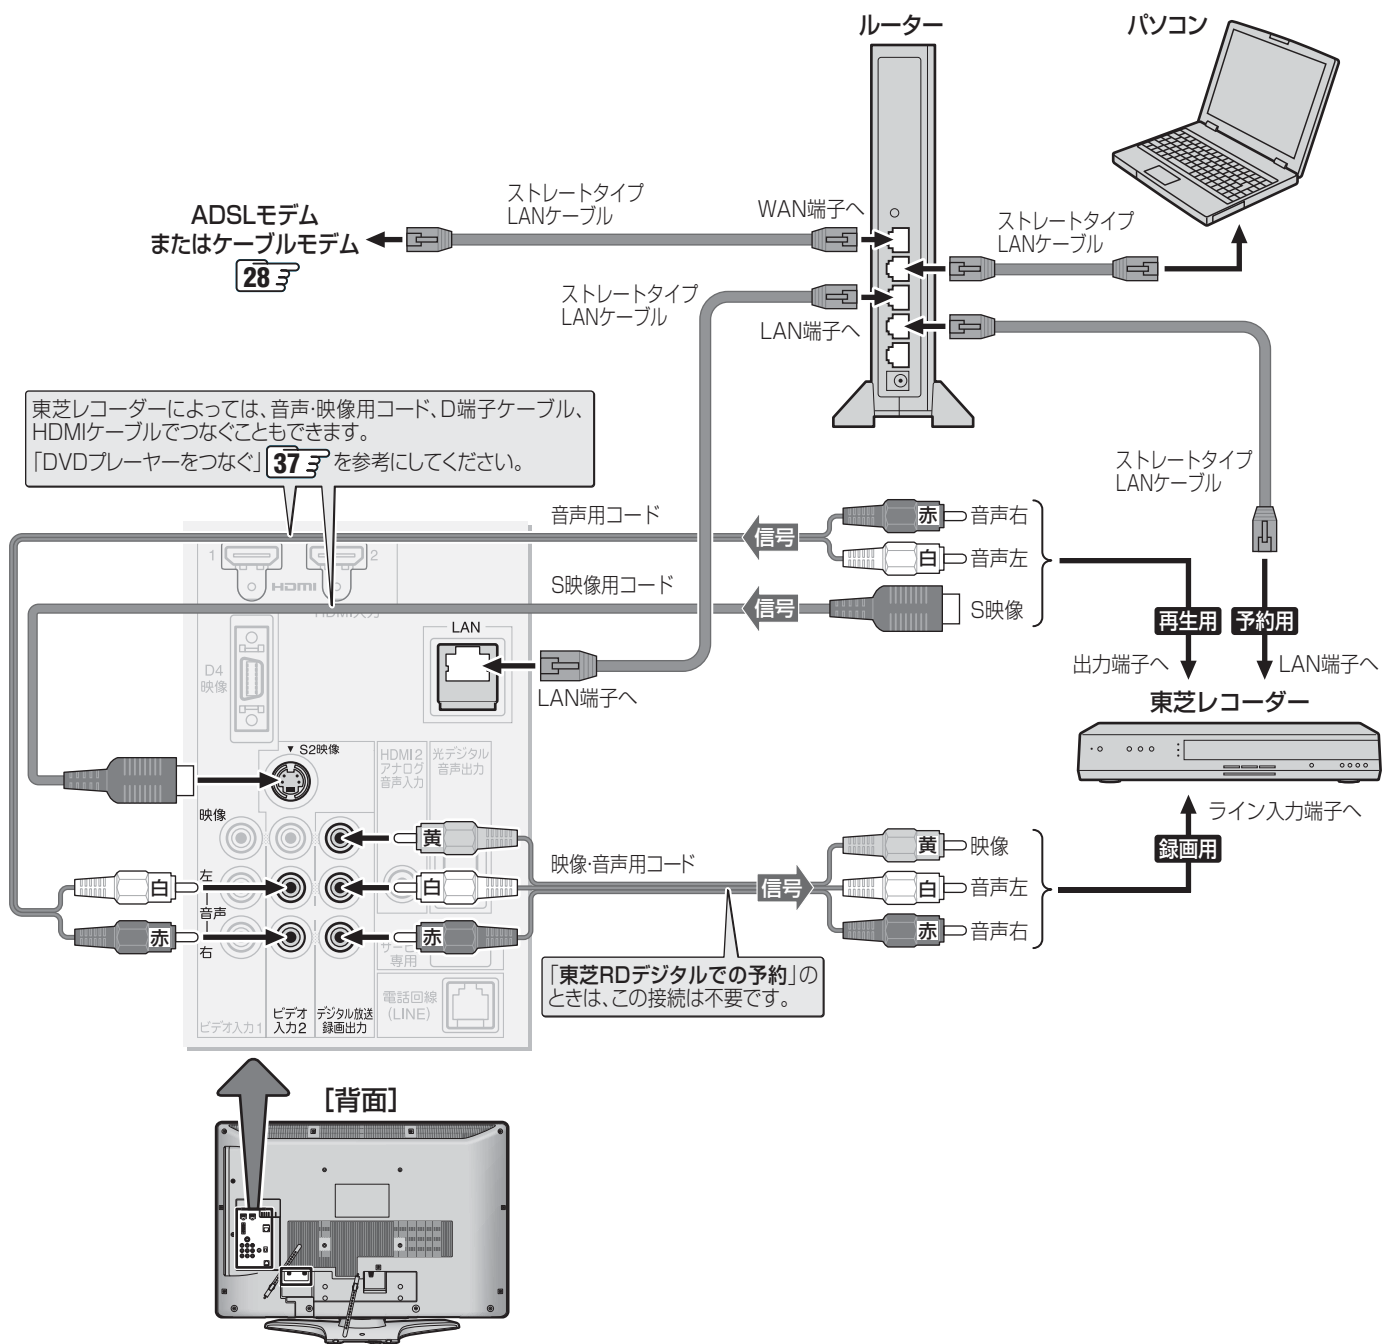 ルーター
パソコン
ストレートタイプ
LANケーブル
WAN端子へ
ADSLモデム
またはケーブルモデム
28
ストレートタイプ
LANケーブル
ストレートタイプ
LANケーブル
LAN端子へ
東芝レコーダーによっては、音声・映像用コード、D端子ケーブル、
HDMIケーブルでつなぐこともできます。
「DVDプレーヤーをつなぐ」 37 を参考にしてください。
ストレートタイプ
LANケーブル
音声用コード
信号
赤
音声右
白
音声左
S映像用コード
信号
S映像
1
2
HDMI
HDMI入力
LAN
LAN端子へ
D4
映像
再生用
予約用
出力端子へ
LAN端子へ
東芝レコーダー
▼ S2映像
HDMI2
アナログ
音声入力
光デジタル
音声出力
映像
左
音声
右
白
赤
黄
白
赤
映像・音声用コード
信号
黄
映像
白
音声左
赤
音声右
ライン入力端子へ
録画用
「東芝RDデジタルでの予約」の
ときは、この接続は不要です。
専用
電話回線
(LINE)
ビデオ入力1
ビデオ
入力2
デジタル放送
録画出力
［背面］